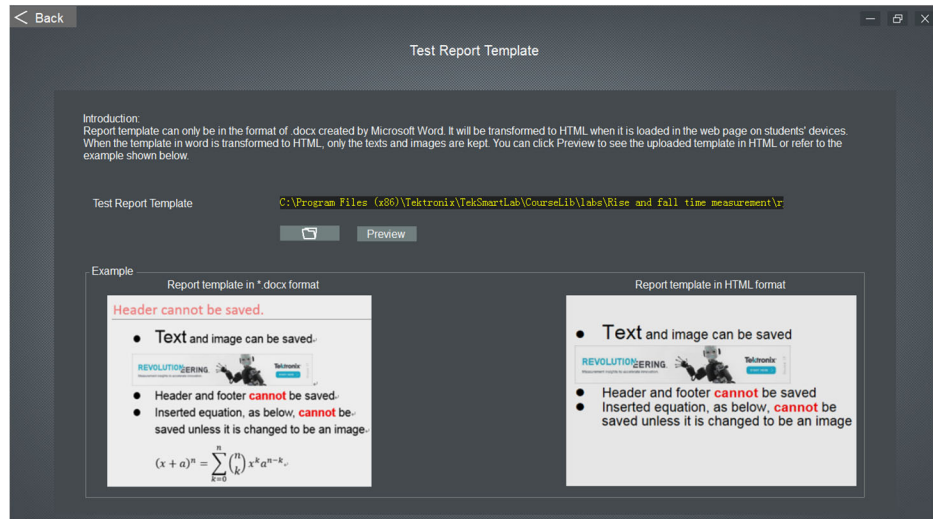 < Back
Test Report Template
Introduction:
Report template can only be in the format of .docx created by Microsoft Word. It will be transformed to HTML when it is loaded in the web page on students' devices.
When the template in word is transformed to HTML, only the texts and images are kept. You can click Preview to see the uploaded template in HTML or refer to the
example shown below.
Test Report Template
C:\Program Files (x86)\Tektronix\TekSmartLab\CourseLib\labs\Rise and fall time measurement\r
Preview
Example
Report template in *.docx format
Header cannot be saved.
● Text and image can be saved
REVOLUTIONEERING
Tektronix
● Header and footer cannot be saved
● Inserted equation, as below, cannot be
saved unless it is changed to be an image
(x + a)^n = ∑_{k=0}^{n} (n k) x^k a^{n-k}
Report template in HTML format
● Text and image can be saved
REVOLUTIONEERING
Tektronix
● Header and footer cannot be saved
● Inserted equation, as below, cannot be
saved unless it is changed to be an image